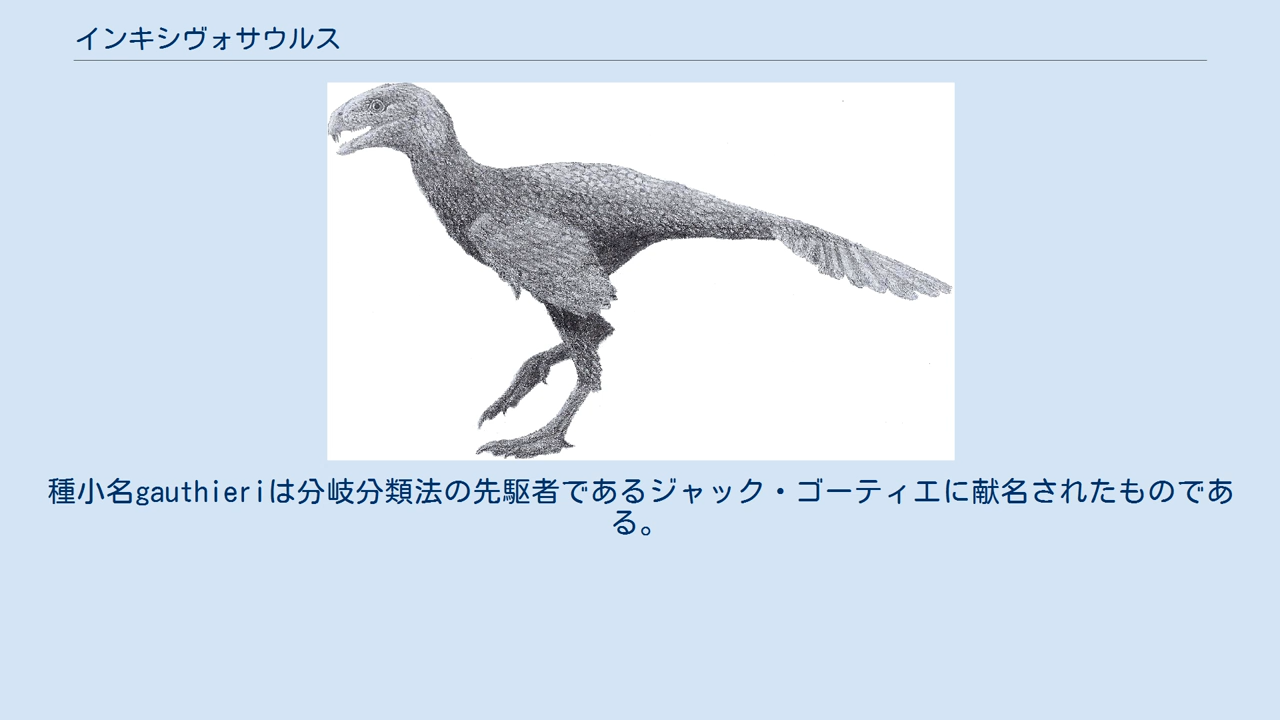 インキシヴォサウルス
種小名gauthieriは分岐分類法の先駆者であるジャック・ゴーティエに献名されたものであ
る。